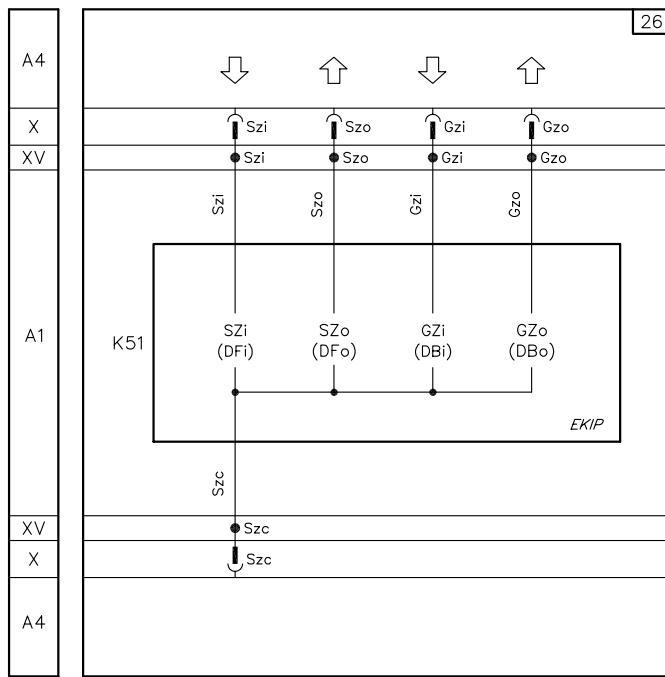 26
A4
X
Szi Szo Gzi Gzo
XV
Szi Szo Gzi Gzo
Szi Szo Gzi Gzo
A1
K51
SZi SZo GZi GZo
(DFi) (DFo) (DBi) (DBo)
EKIP
Szc
XV
Szc
X
Szc
A4